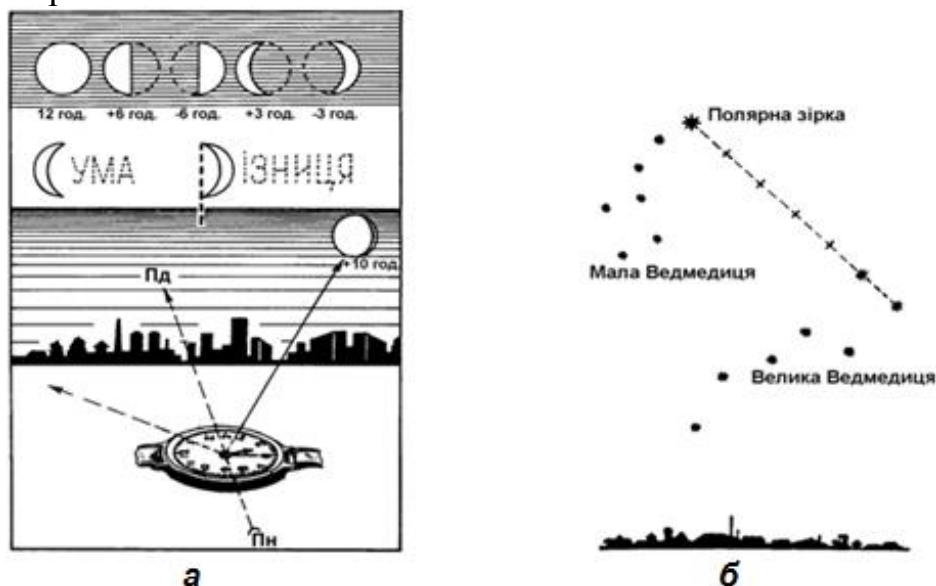 12 год. +6 год. -6 год. +3 год. -3 год.
УМА ІЗНИЦЯ
+10 год.
Пд
Пн
а
Полярна зірка
Мала Ведмедиця
Велика Ведмедиця
б